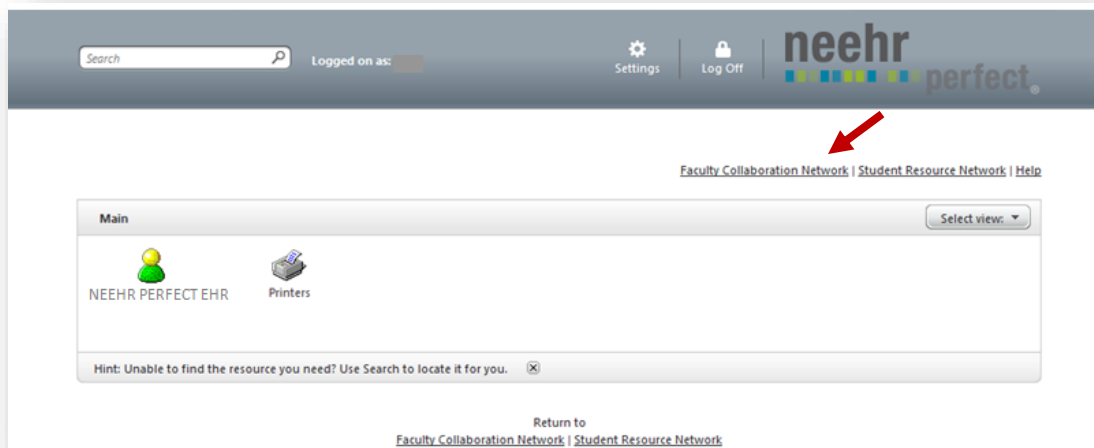 Search
Logged on as:
Settings
Log Off
neehr
perfect®
Faculty Collaboration Network | Student Resource Network | Help
Main
Select view:
NEEHR PERFECT EHR
Printers
Hint: Unable to find the resource you need? Use Search to locate it for you.
Return to
Faculty Collaboration Network | Student Resource Network